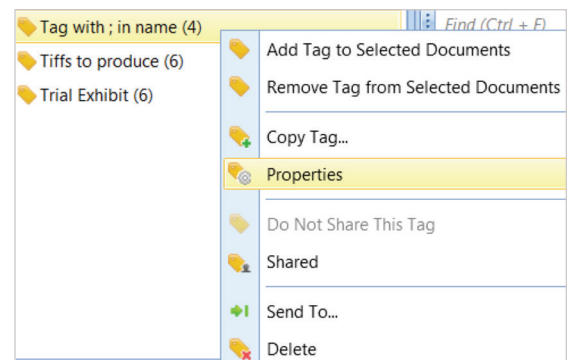 Tag with ; in name (4)
Find (Ctrl + F)
Tiffs to produce (6)
Trial Exhibit (6)
Add Tag to Selected Documents
Remove Tag from Selected Documents
Copy Tag...
Properties
Do Not Share This Tag
Shared
Send To...
Delete